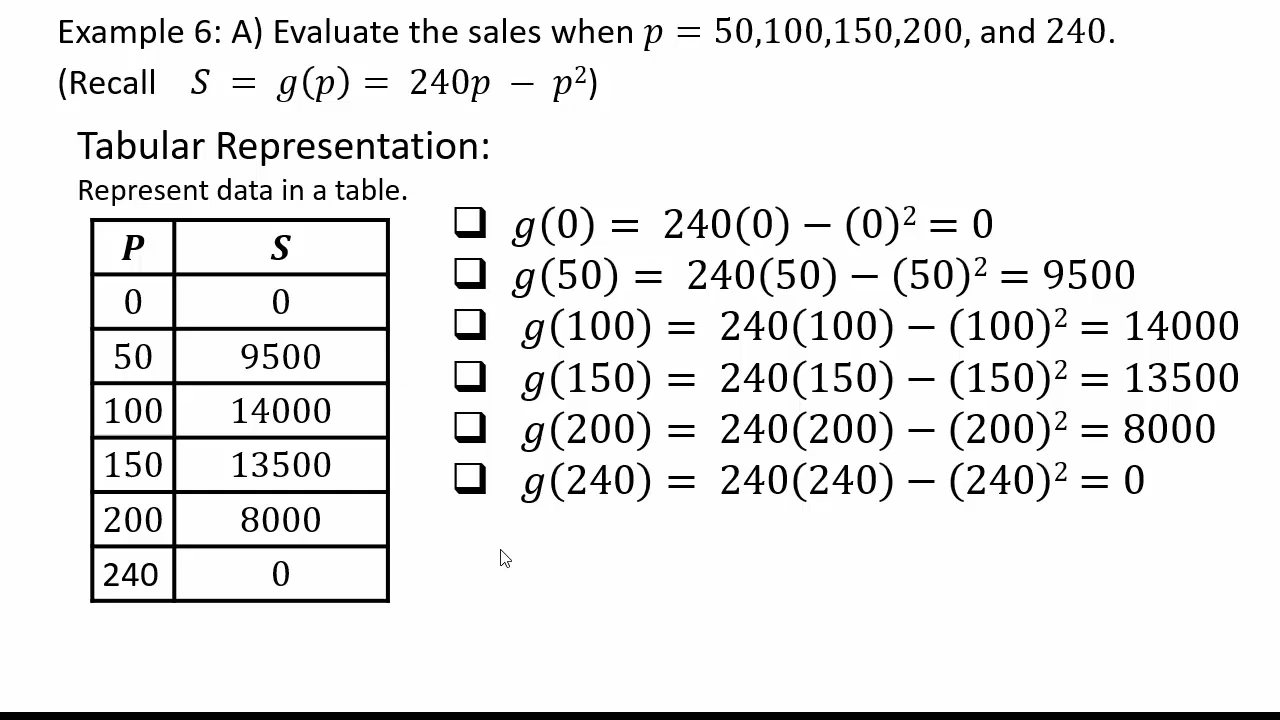 Example 6: A) Evaluate the sales when p = 50,100,150,200, and 240.
(Recall S = g(p) = 240p − p²)
Tabular Representation:
Represent data in a table.
P S
0 0
50 9500
100 14000
150 13500
200 8000
240 0
❑ g(0) = 240(0) − (0)² = 0
❑ g(50) = 240(50) − (50)² = 9500
❑ g(100) = 240(100) − (100)² = 14000
❑ g(150) = 240(150) − (150)² = 13500
❑ g(200) = 240(200) − (200)² = 8000
❑ g(240) = 240(240) − (240)² = 0